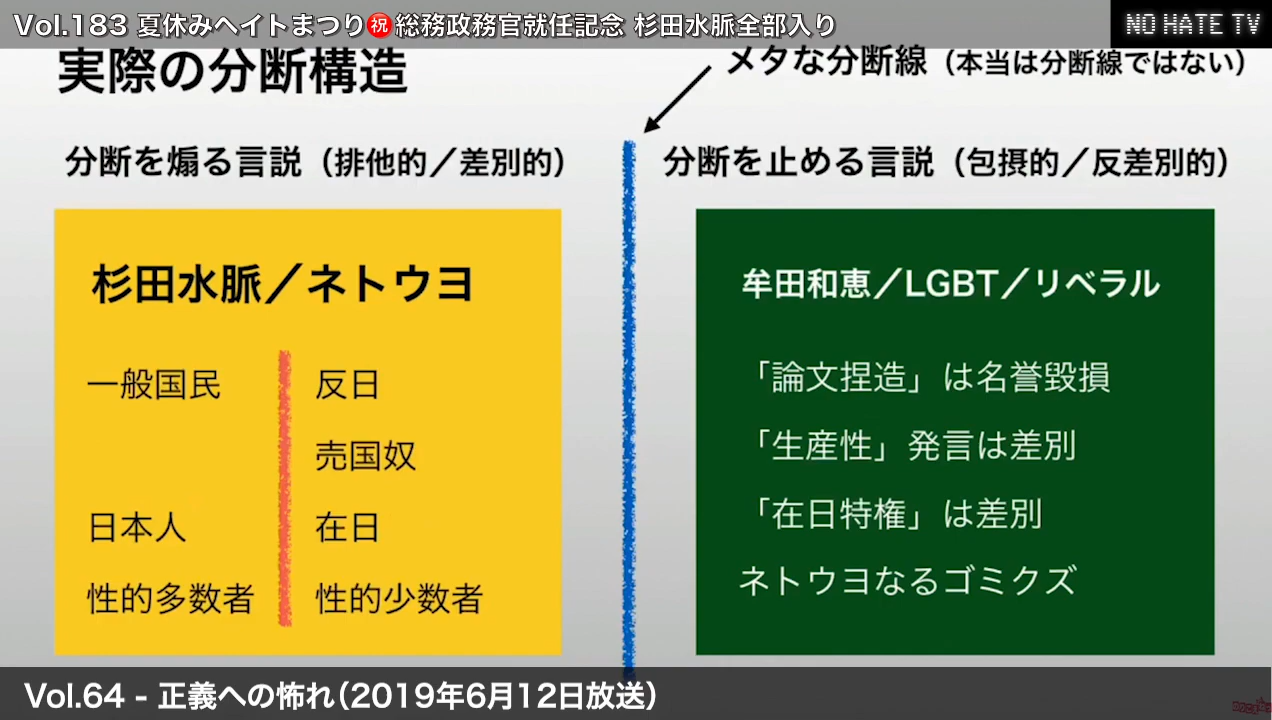 Vol.183 夏休みヘイトまつり㊗総務政務官就任記念 杉田水脈全部入り
NO HATE TV
実際の分断構造
メタな分断線（本当は分断線ではない）
分断を煽る言説（排他的／差別的）
分断を止める言説（包摂的／反差別的）
杉田水脈／ネトウヨ
一般国民
反日
売国奴
日本人
在日
性的多数者
性的少数者
牟田和恵／LGBT／リベラル
「論文捏造」は名誉毀損
「生産性」発言は差別
「在日特権」は差別
ネトウヨなるゴミクズ
Vol.64 - 正義への怖れ（2019年6月12日放送）